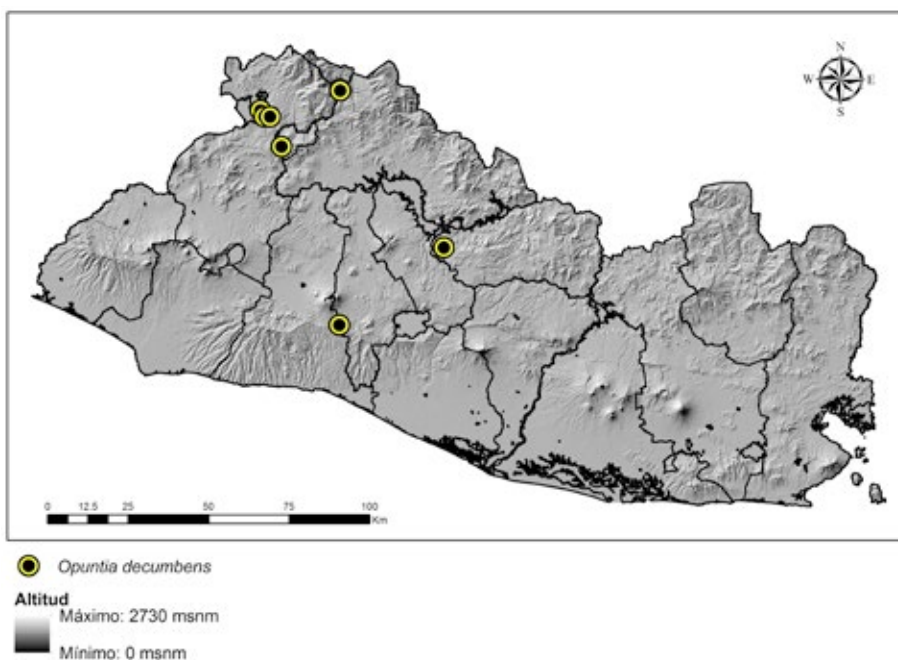 N
W E
S
0 12.5 25 50 75 100
Km
Opuntia decumbens
Altitud
Máximo: 2730 msnm
Mínimo: 0 msnm